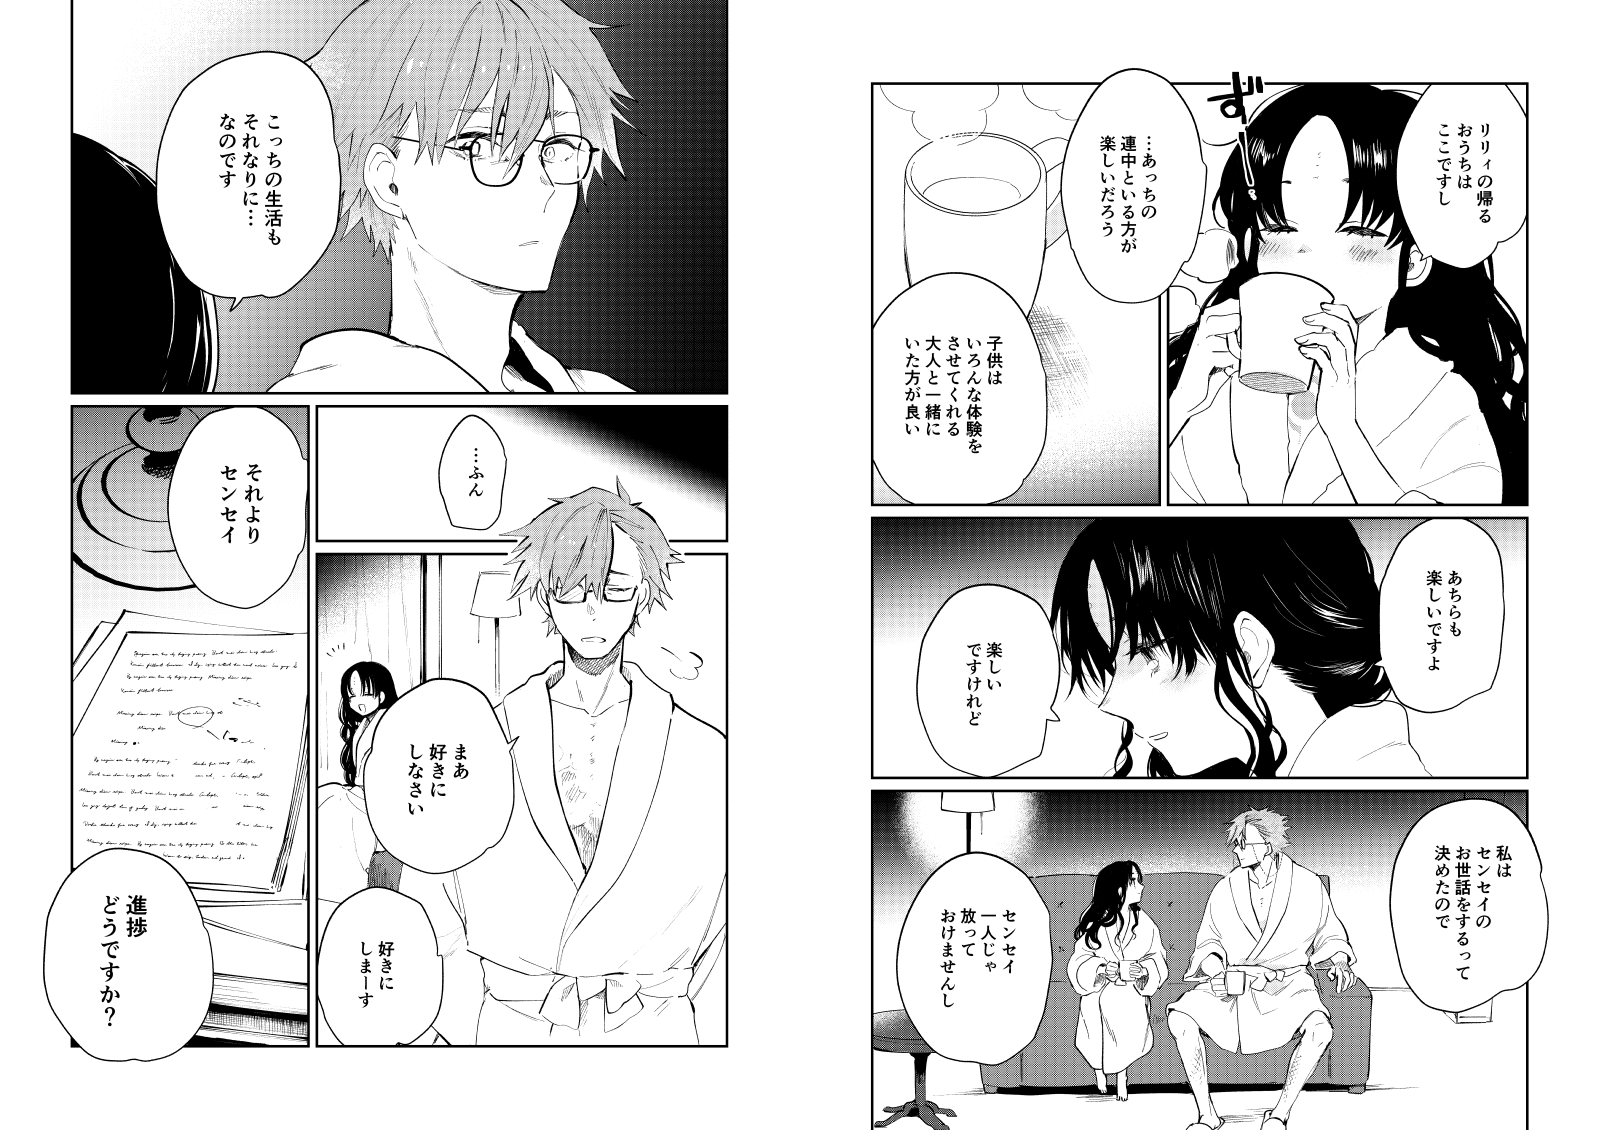 リリィの帰る
おうちは
ここですし
ずー
…あっちの
連中といる方が
楽しいだろう
子供は
いろんな体験を
させてくれる
大人と一緒に
いた方が良い
あちらも
楽しいですよ
楽しい
ですけれど
私は
センセイの
お世話をするって
決めたので
センセイ
一人じゃ
放って
おけませんし
こっちの生活も
それなりに…
なのです
…ふん
まあ
好きに
しなさい
好きに
しまーす
それより
センセイ
進捗
どうですか？